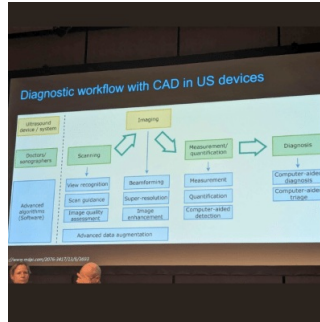 Diagnostic workflow with CAD in US devices
ultrasound
device / system
Imaging
Doctors/
sonographers
Scanning
Measurement/
quantification
Diagnosis
Advanced
algorithms
(Software)
View recognition
Scan guidance
Image-quality
assessment
Beamforming
Super-resolution
Image
enhancement
Measurement
Quantification
Computer-aided
detection
Computer-aided
diagnosis
Computer-aided
triage
Advanced data augmentation